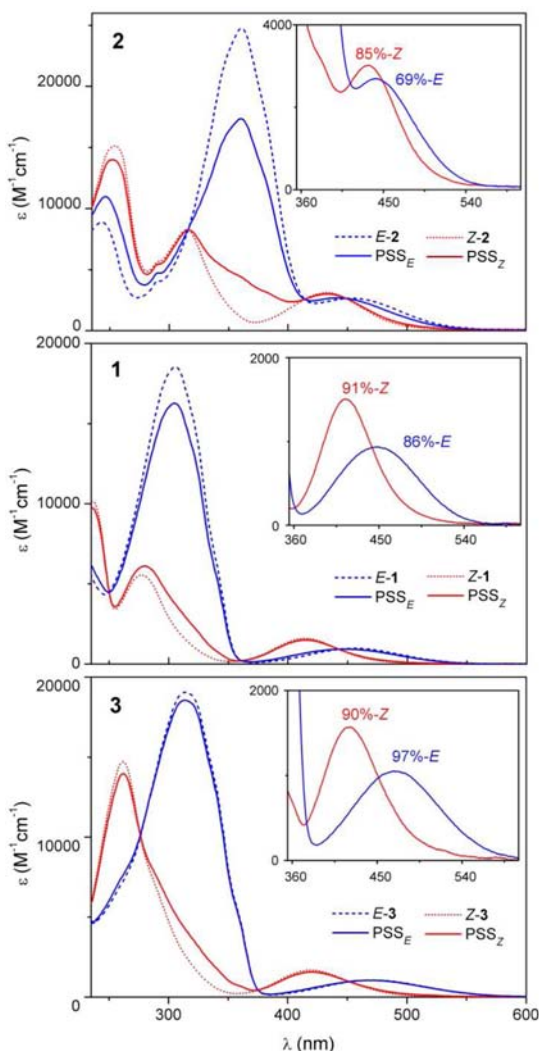 2
4000
85%-Z
69%-E
0
360 450 540
20000
10000
0
ε (M⁻¹cm⁻¹)
E-2 Z-2
PSS_E PSS_Z
1
2000
91%-Z
86%-E
0
360 450 540
20000
10000
0
ε (M⁻¹cm⁻¹)
E-1 Z-1
PSS_E PSS_Z
3
2000
90%-Z
97%-E
0
360 450 540
20000
10000
0
ε (M⁻¹cm⁻¹)
E-3 Z-3
PSS_E PSS_Z
300 400 500 600
λ (nm)